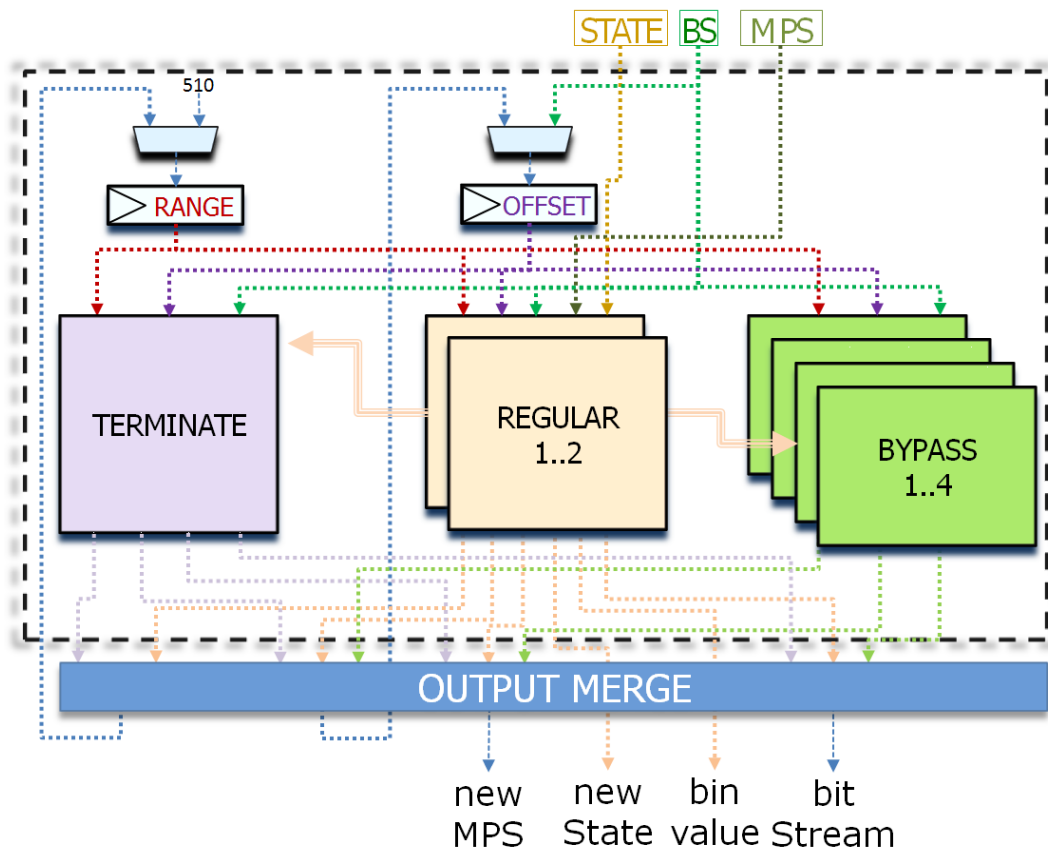 STATE BS MPS
510
RANGE OFFSET
TERMINATE
REGULAR
1..2
BYPASS
1..4
OUTPUT MERGE
new
MPS
new
State
bin
value
bit
Stream